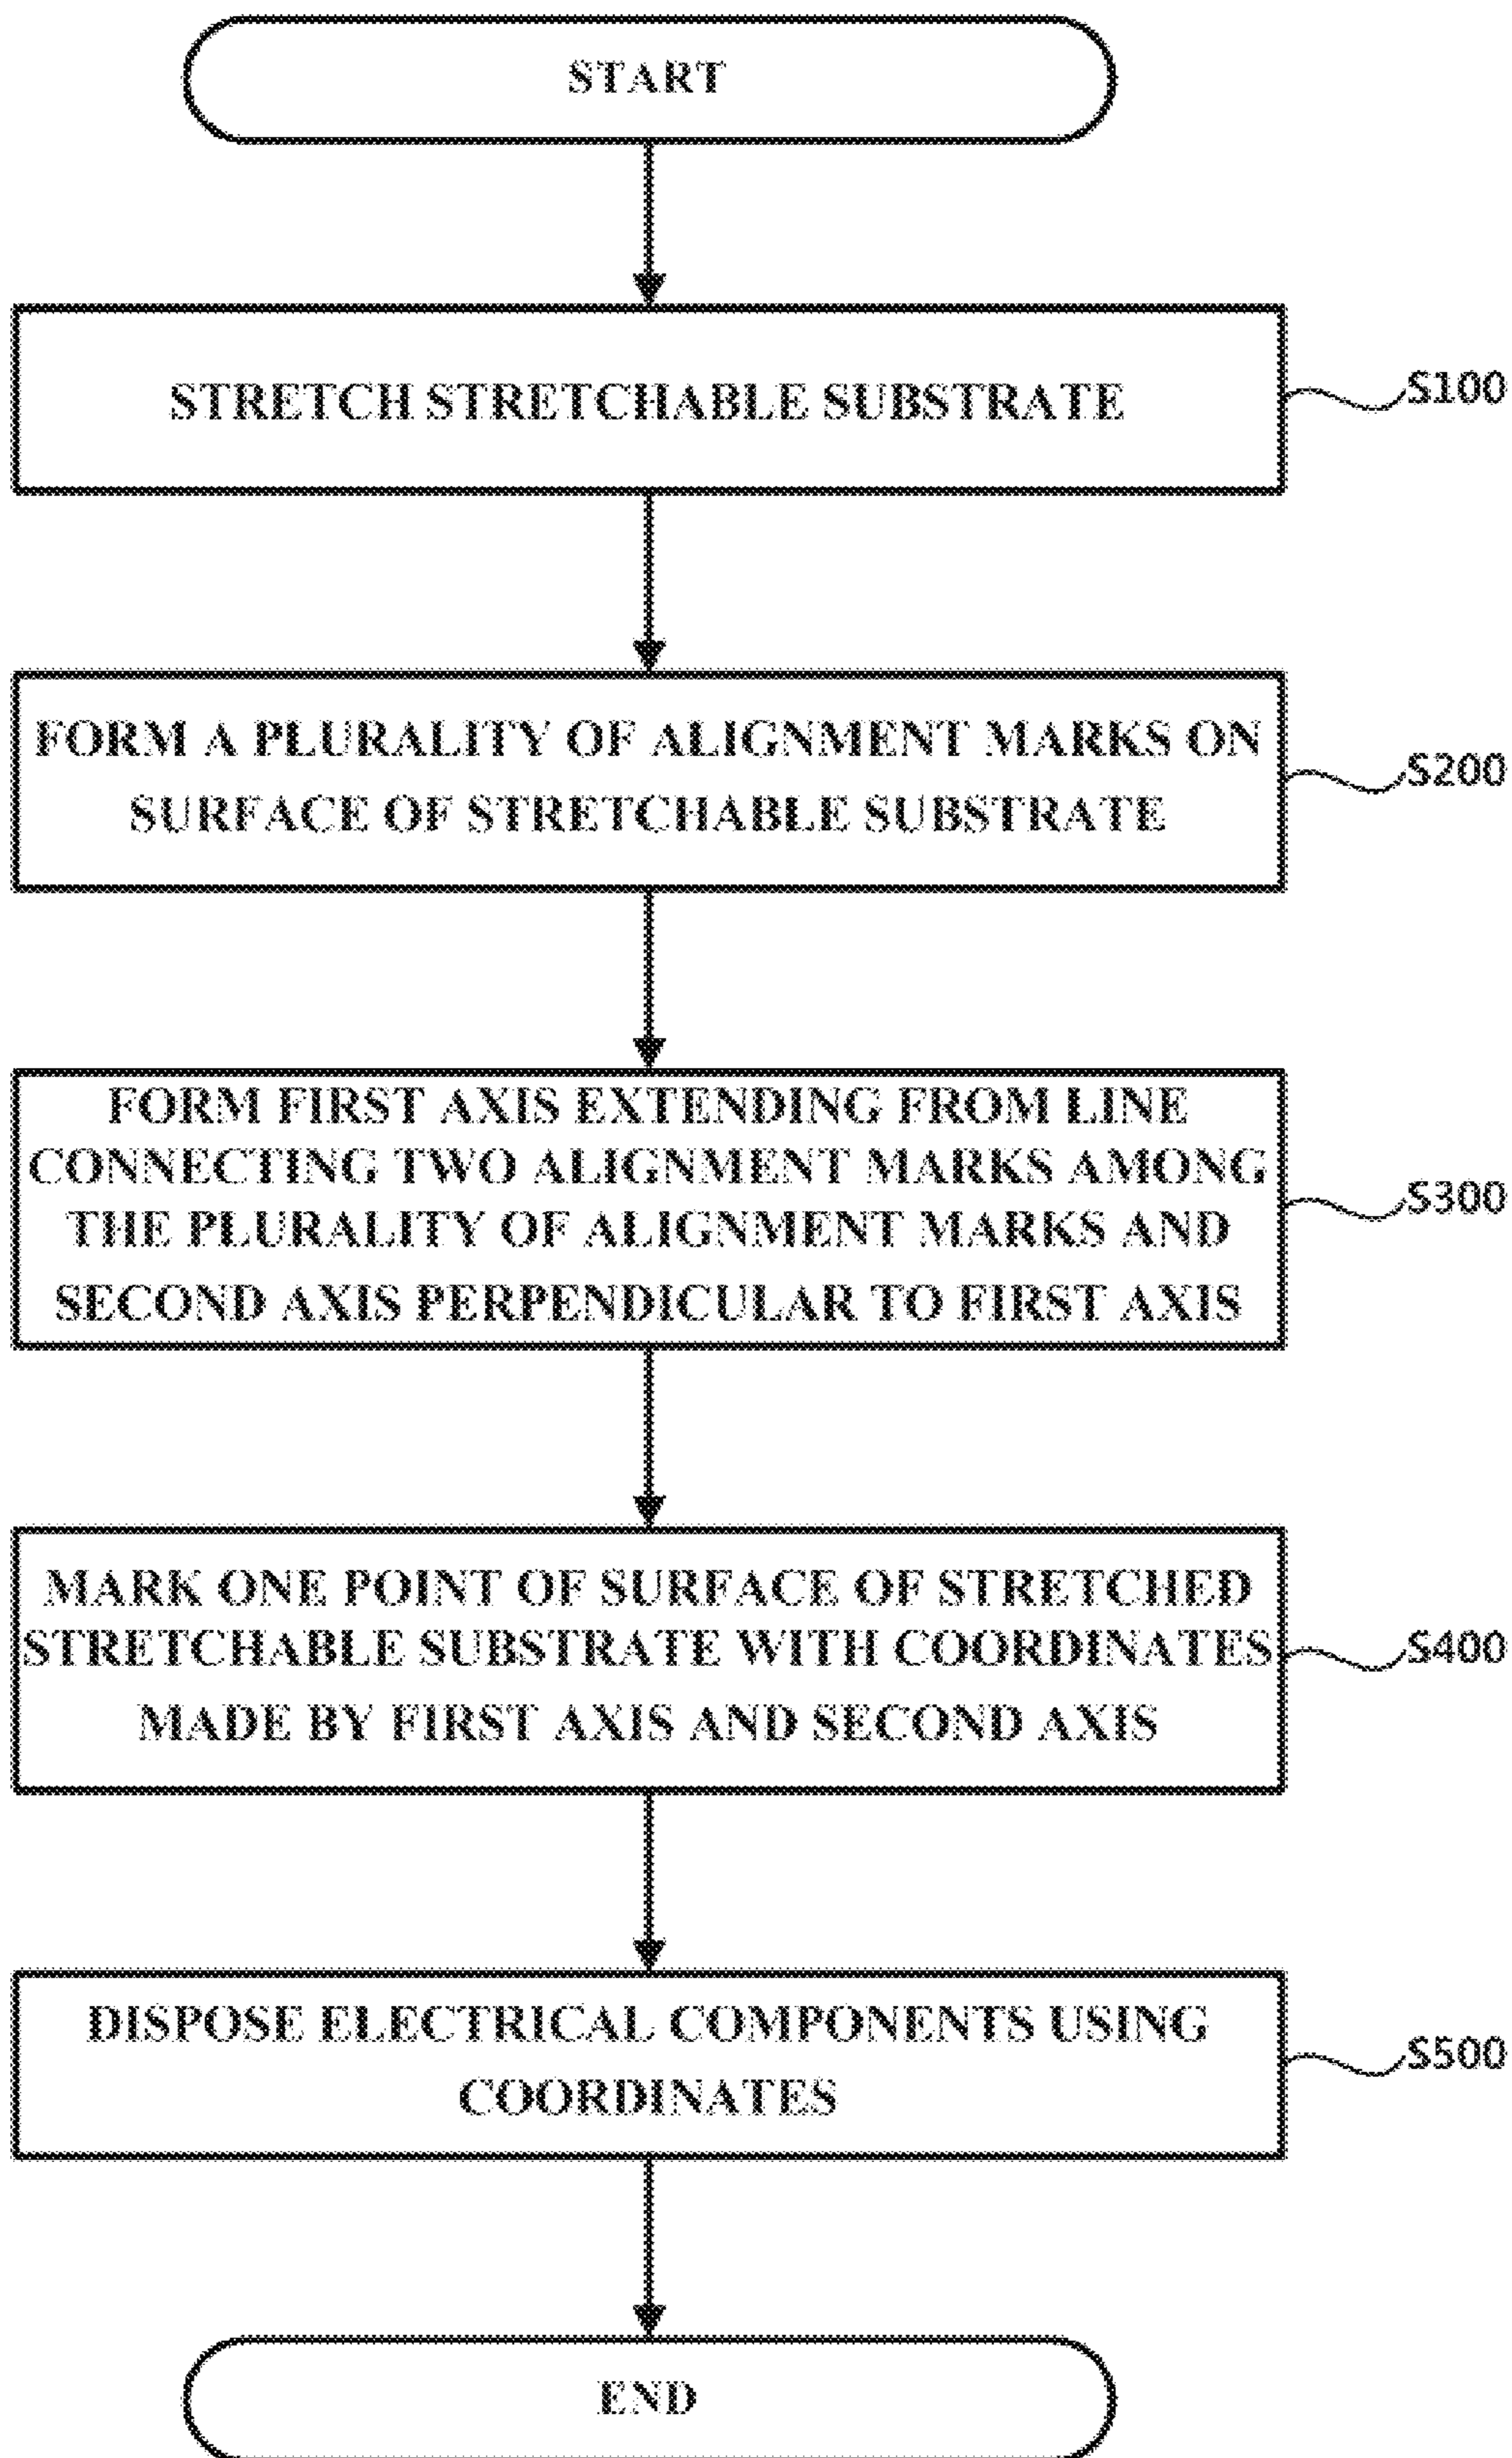 START
STRETCH STRETCHABLE SUBSTRATE
S100
FORM A PLURALITY OF ALIGNMENT MARKS ON
SURFACE OF STRETCHABLE SUBSTRATE
S200
FORM FIRST AXIS EXTENDING FROM LINE
CONNECTING TWO ALIGNMENT MARKS AMONG
THE PLURALITY OF ALIGNMENT MARKS AND
SECOND AXIS PERPENDICULAR TO FIRST AXIS
S300
MARK ONE POINT OF SURFACE OF STRETCHED
STRETCHABLE SUBSTRATE WITH COORDINATES
MADE BY FIRST AXIS AND SECOND AXIS
S400
DISPOSE ELECTRICAL COMPONENTS USING
COORDINATES
S500
END